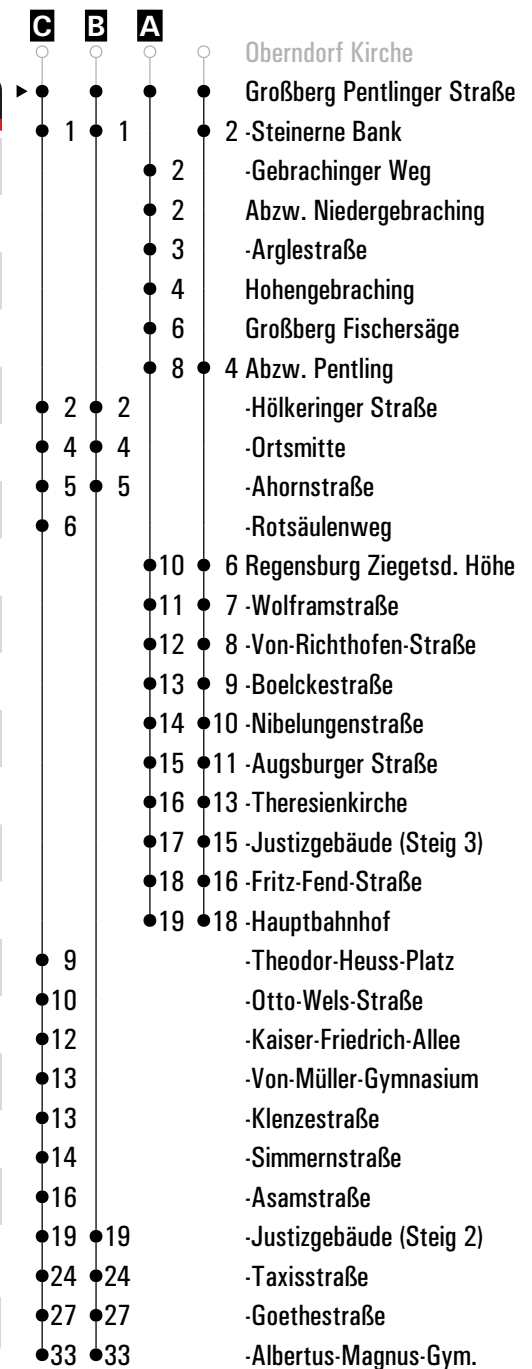 C B A
Oberndorf Kirche
Großberg Pentlinger Straße
1 1 2 -Steinerne Bank
2 -Gebrachinger Weg
2 Abzw. Niedergebraching
3 -Arglestraße
4 Hohengebraching
6 Großberg Fischersäge
8 4 Abzw. Pentling
2 2 -Hölkeringer Straße
4 4 -Ortsmitte
5 5 -Ahornstraße
6 -Rotsäulenweg
10 6 Regensburg Ziegetsd. Höhe
11 7 -Wolframstraße
12 8 -Von-Richthofen-Straße
13 9 -Boelckestraße
14 10 -Nibelungenstraße
15 11 -Augsburger Straße
16 13 -Theresienkirche
17 15 -Justizgebäude (Steig 3)
18 16 -Fritz-Fend-Straße
19 18 -Hauptbahnhof
9 -Theodor-Heuss-Platz
10 -Otto-Wels-Straße
12 -Kaiser-Friedrich-Allee
13 -Von-Müller-Gymnasium
13 -Klenzestraße
14 -Simmernstraße
16 -Asamstraße
19 19 -Justizgebäude (Steig 2)
24 24 -Taxisstraße
27 27 -Goethestraße
33 33 -Albertus-Magnus-Gym.